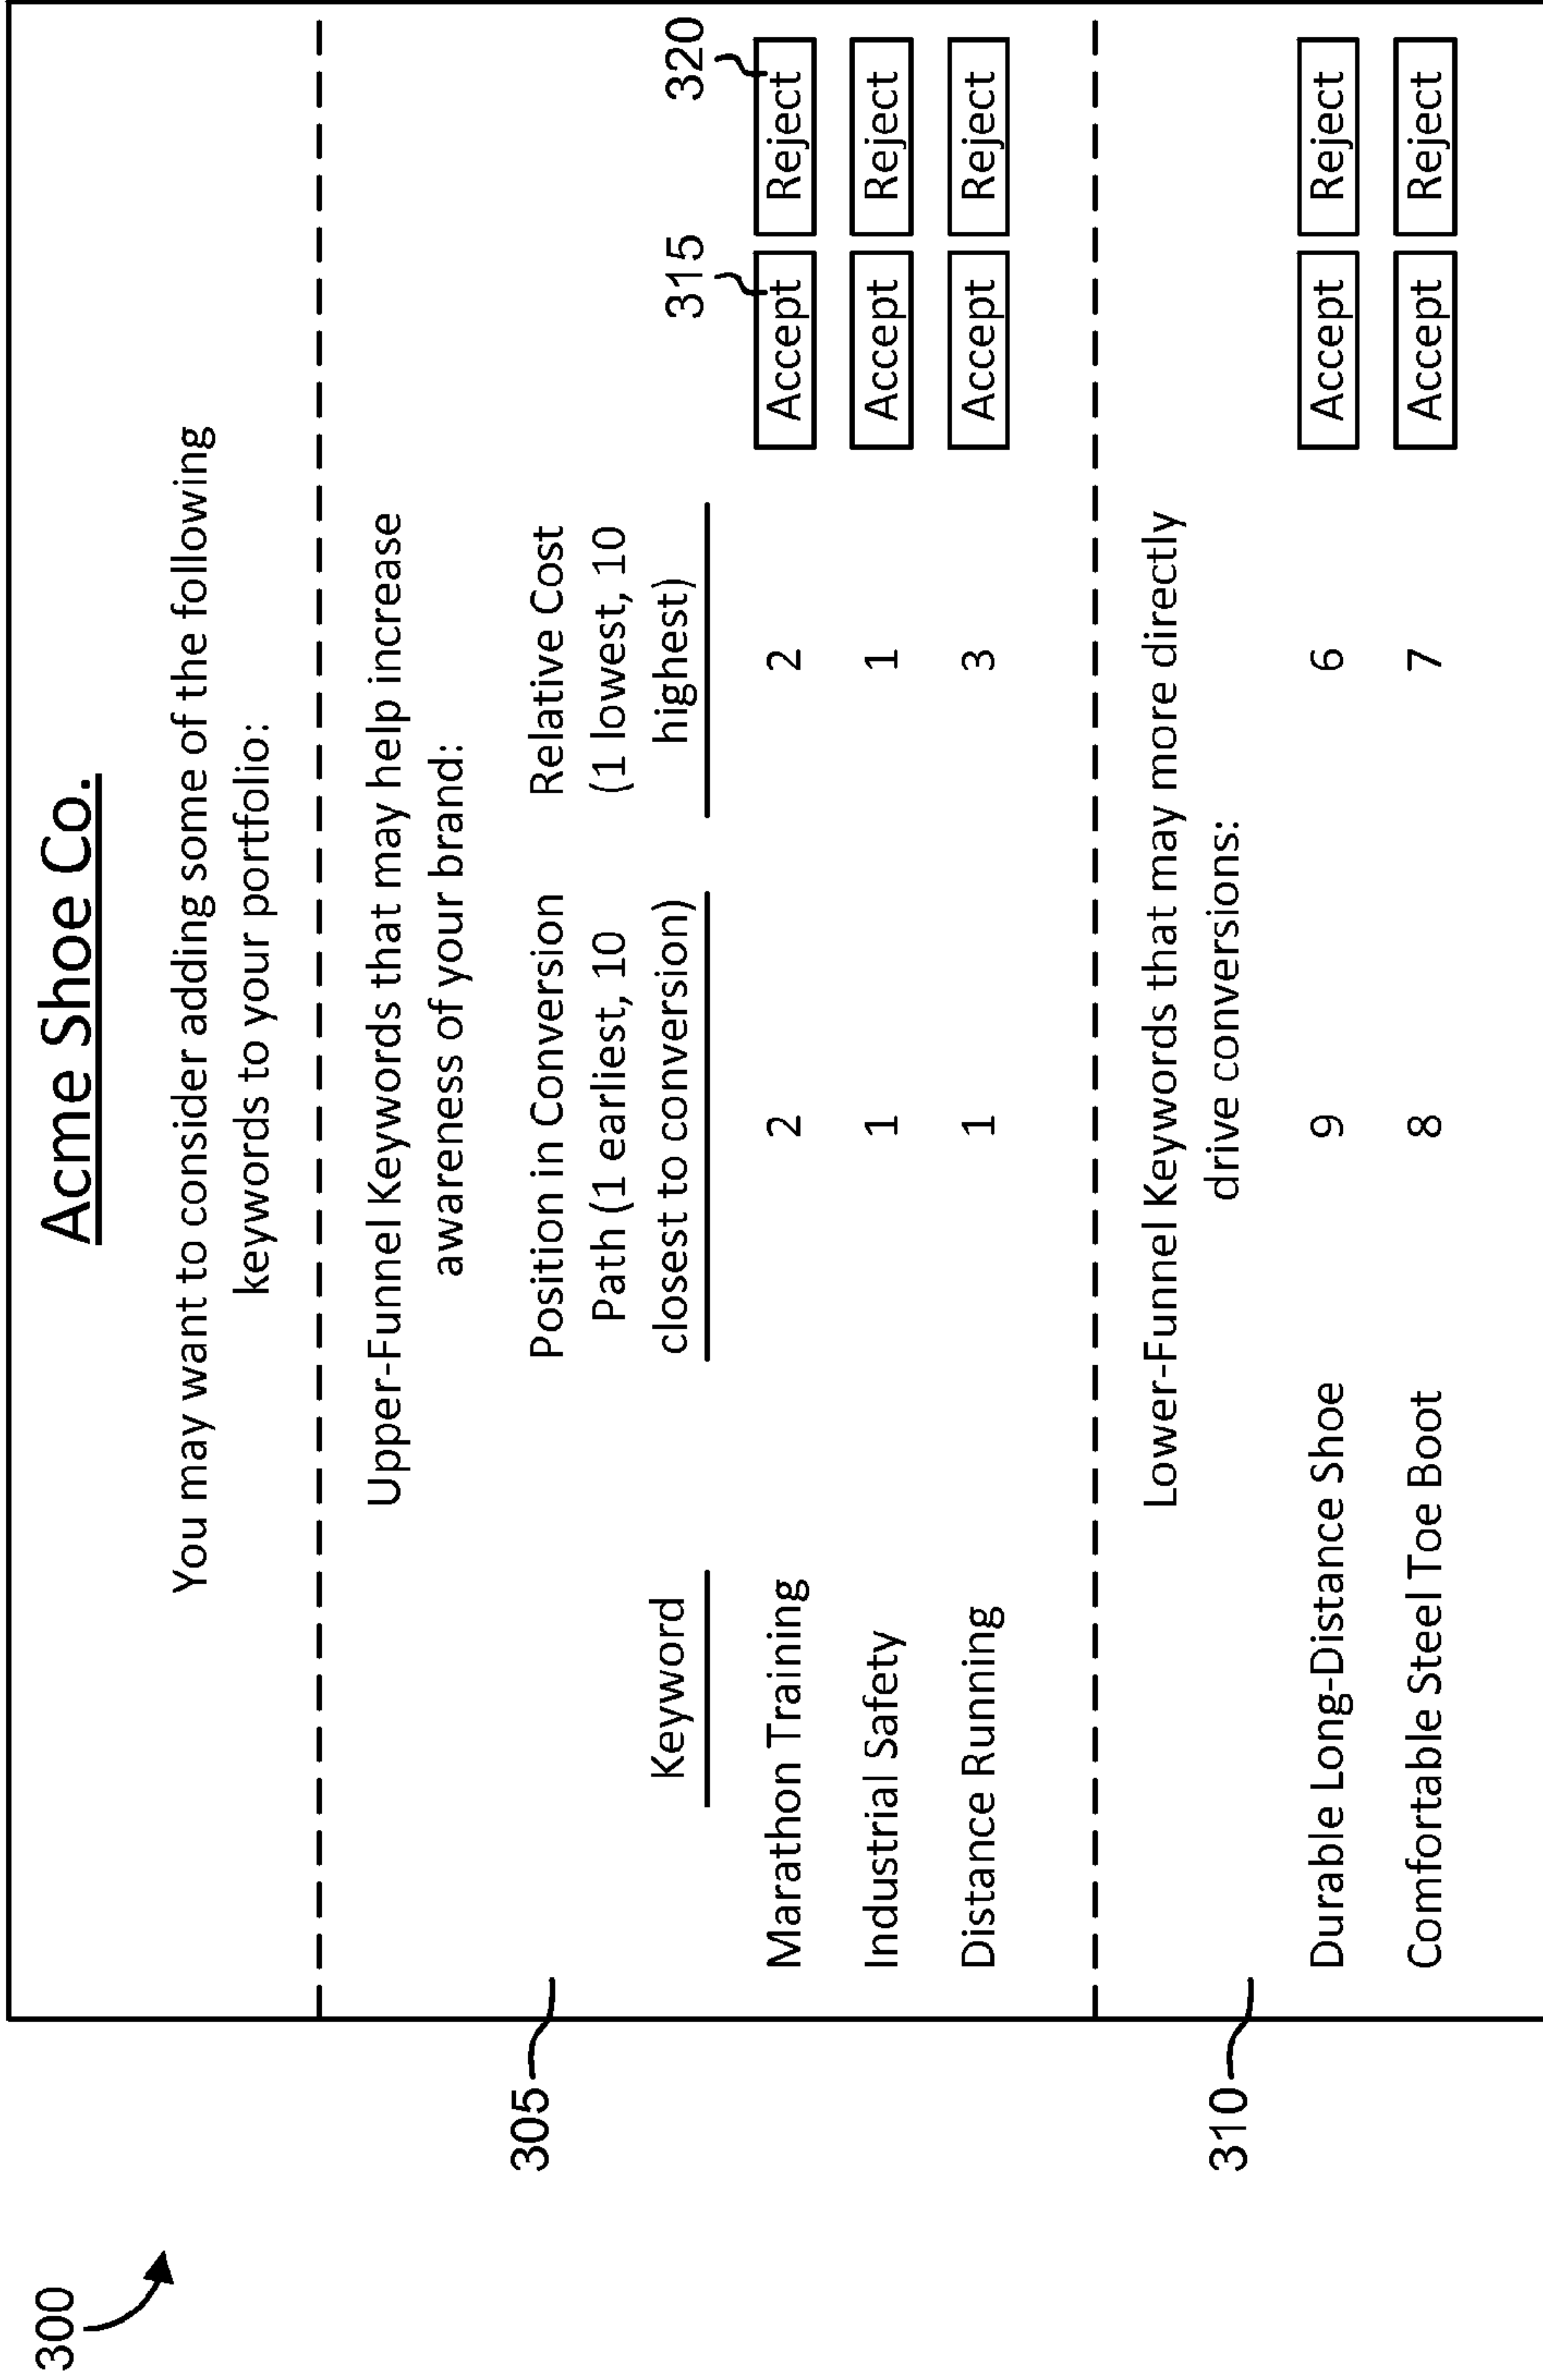 300
Acme Shoe Co.
You may want to consider adding some of the following
keywords to your portfolio:
305
Upper-Funnel Keywords that may help increase
awareness of your brand:
Keyword
Position in Conversion
Path (1 earliest, 10
closest to conversion)
Relative Cost
(1 lowest, 10
highest)
315
320
Marathon Training 2 2 Accept Reject
Industrial Safety 1 1 Accept Reject
Distance Running 1 3 Accept Reject
310
Lower-Funnel Keywords that may more directly
drive conversions:
Durable Long-Distance Shoe 9 6 Accept Reject
Comfortable Steel Toe Boot 8 7 Accept Reject